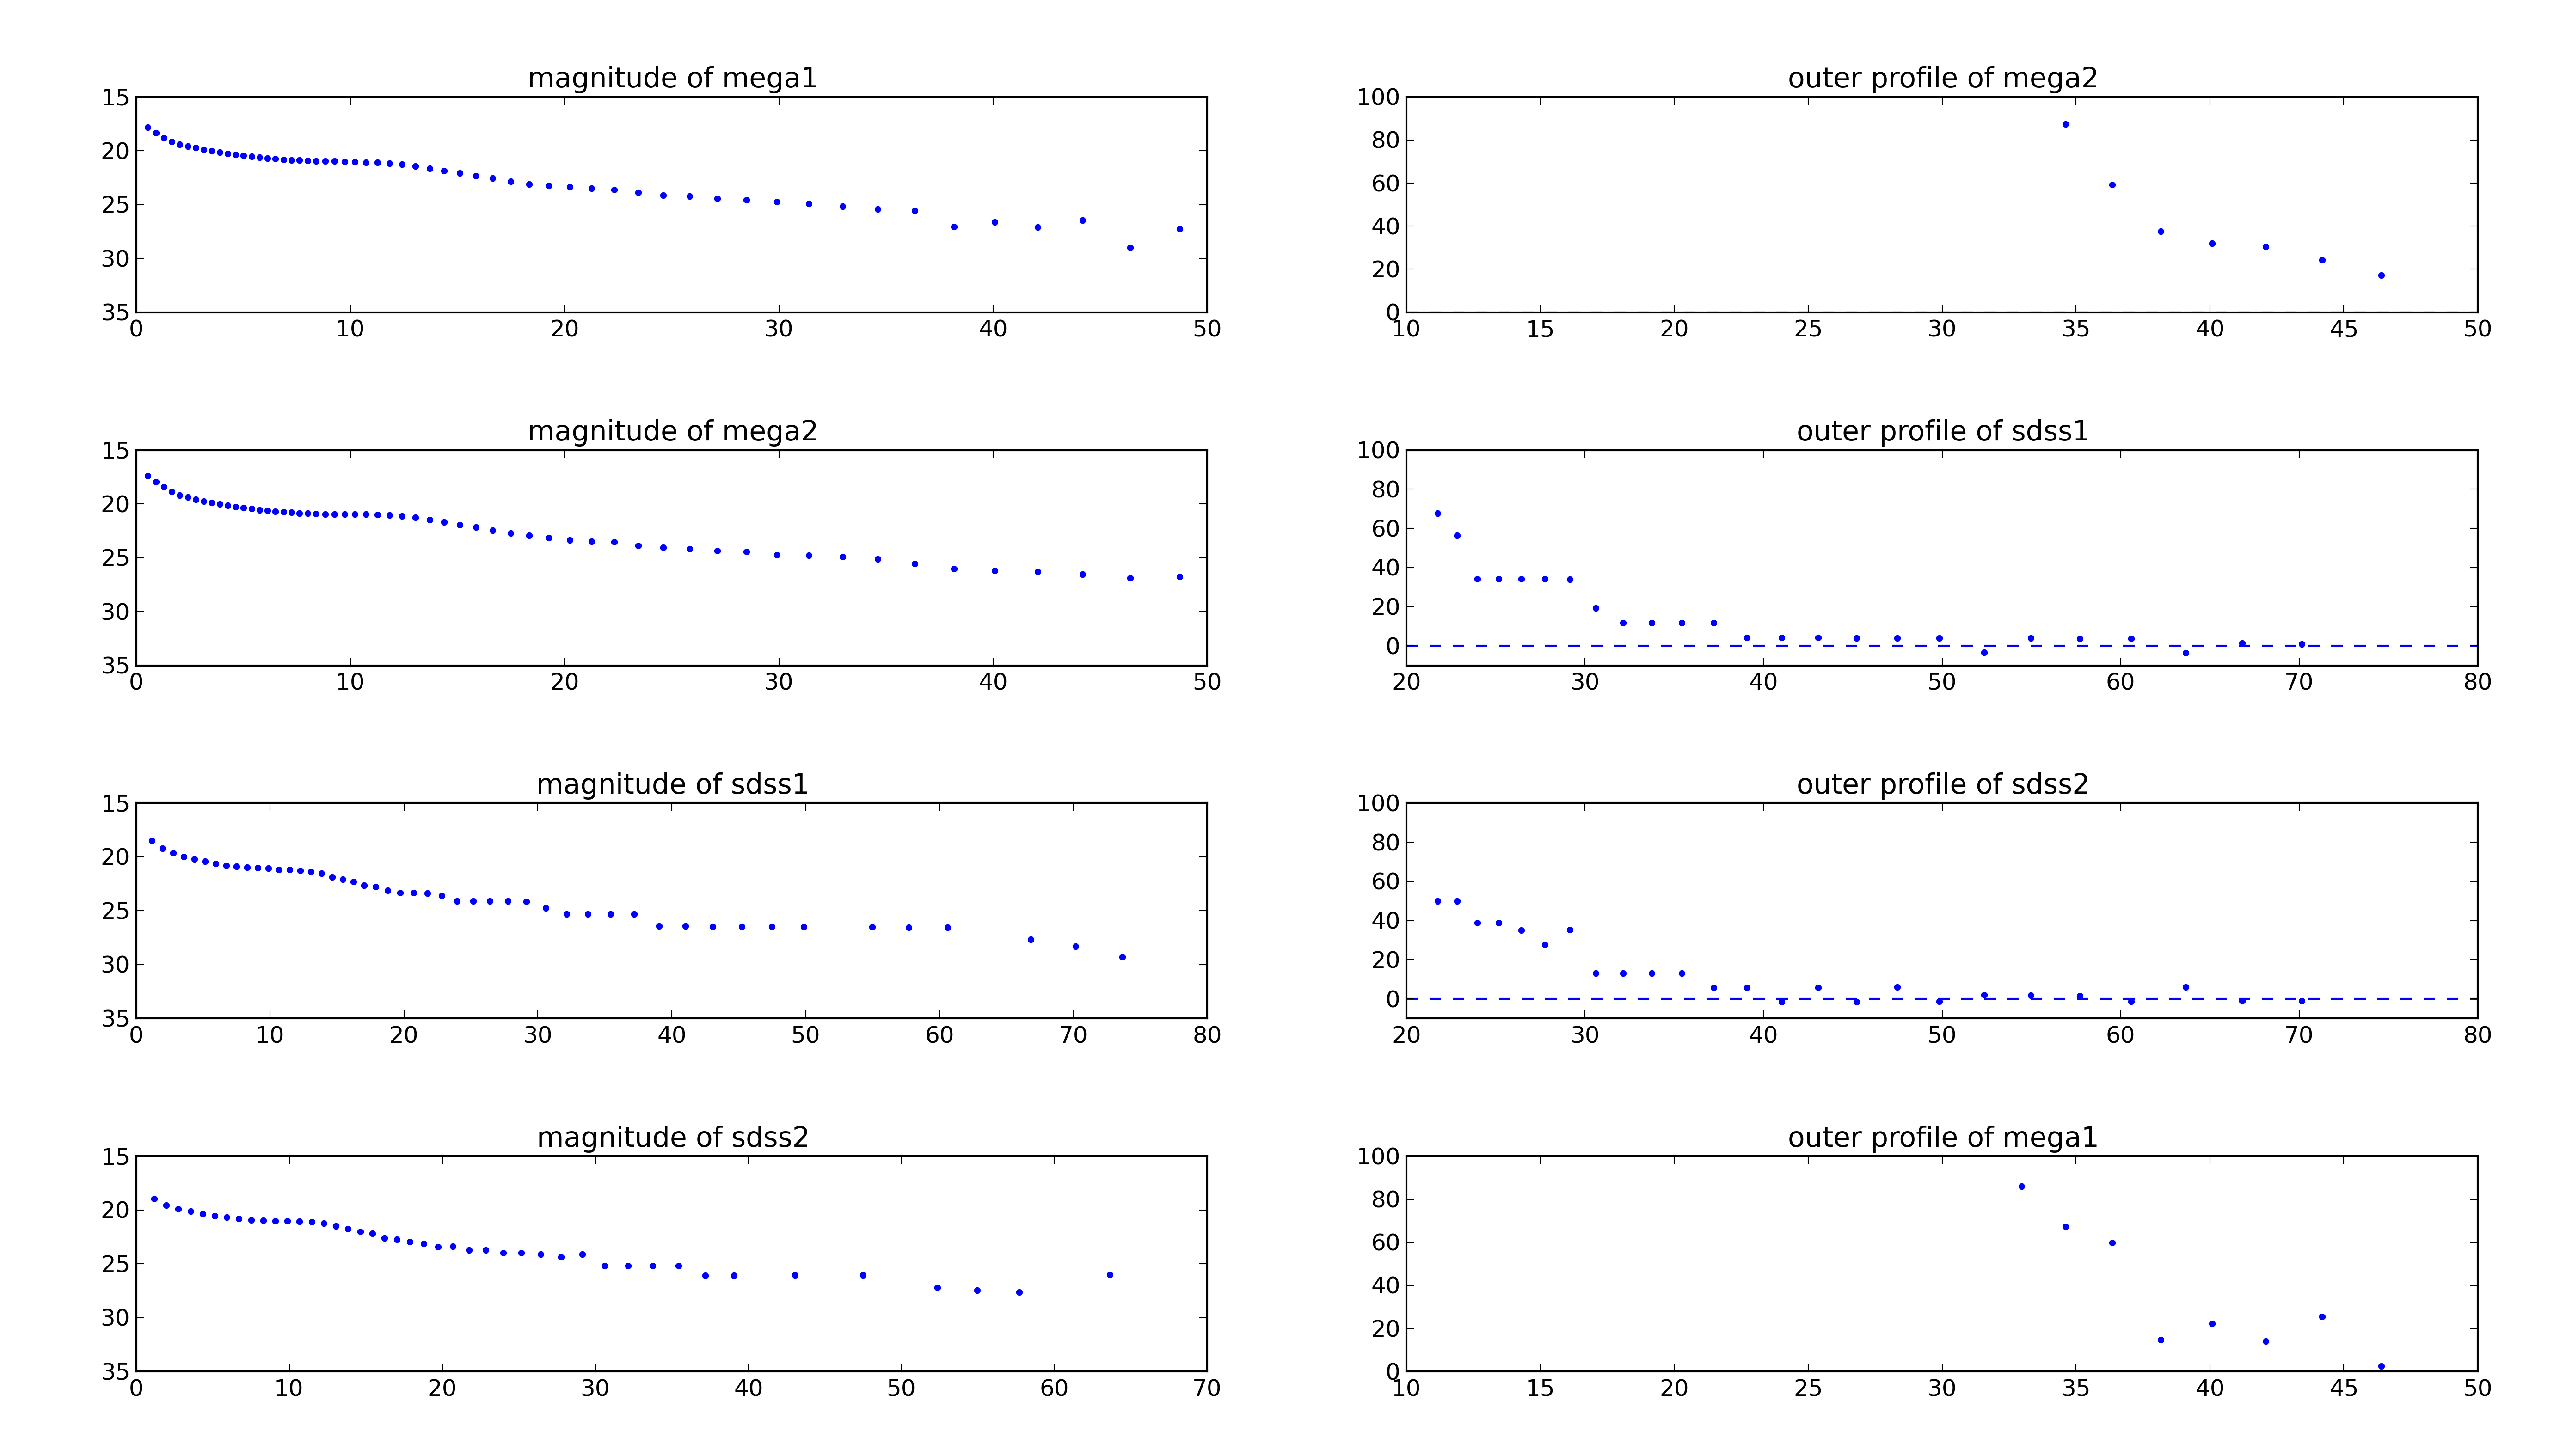 magnitude of mega1
15
20
25
30
35
0 10 20 30 40 50
outer profile of mega2
100
80
60
40
20
0
10 15 20 25 30 35 40 45 50
magnitude of mega2
15
20
25
30
35
0 10 20 30 40 50
outer profile of sdss1
100
80
60
40
20
0
20 30 40 50 60 70 80
magnitude of sdss1
15
20
25
30
35
0 10 20 30 40 50 60 70 80
outer profile of sdss2
100
80
60
40
20
0
20 30 40 50 60 70 80
magnitude of sdss2
15
20
25
30
35
0 10 20 30 40 50 60 70
outer profile of mega1
100
80
60
40
20
0
10 15 20 25 30 35 40 45 50